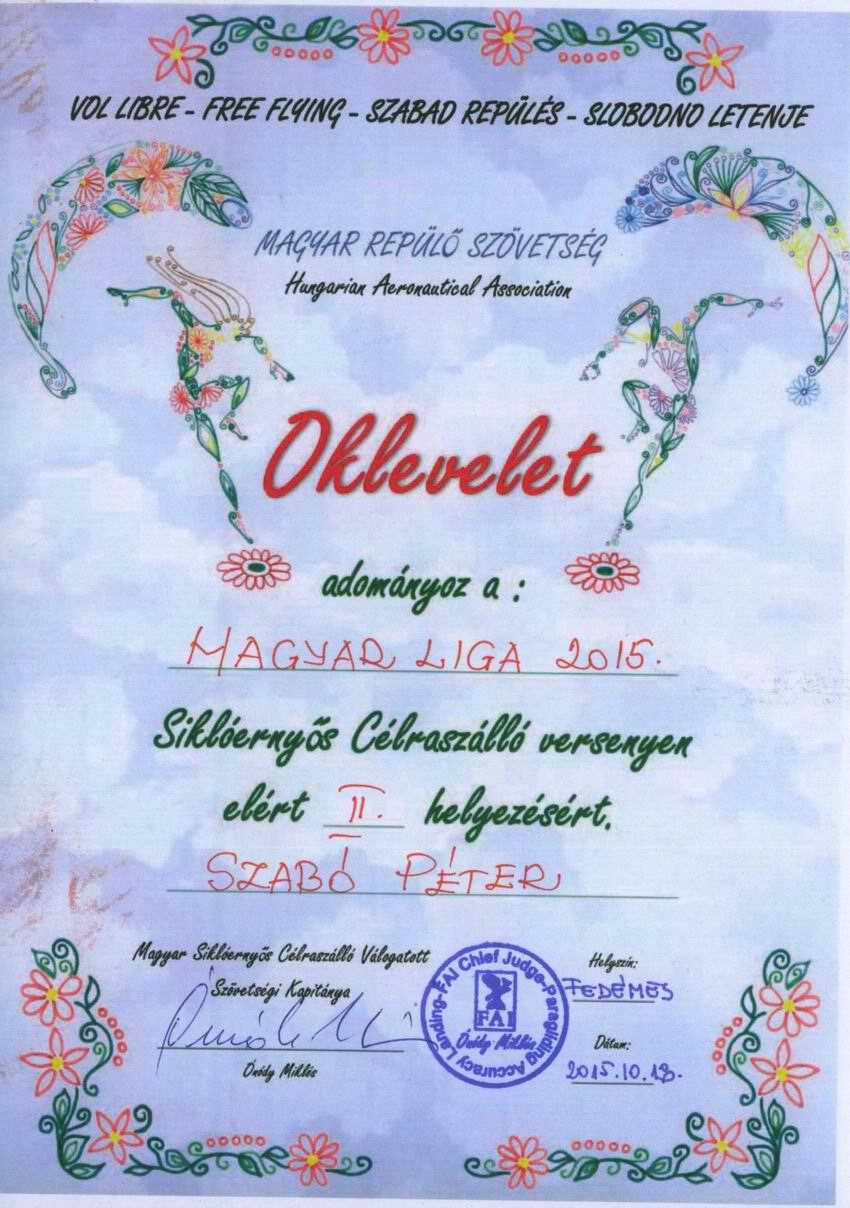 VOL LIBRE - FREE FLYING - SZABAD REPÜLÉS - SLOBODNO LETENJE
MAGYAR REPÜLŐ SZÖVETSÉG
Hungarian Aeronautical Association
Oklevelet
adományoz a :
MAGYAR LIGA 2015.
Siklóernyős Célraszálló versenyen
elért II. helyezésért.
SZABÓ PÉTER
Magyar Siklóernyős Célraszálló Válogatott
Szövetségi Kapitánya
Ónódy Miklós
FAI Chief Judge-Paragliding Accuracy Landing-
FAI
Ónódy Miklós
Helyszín:
FEDÉMES
Dátum:
2015.10.18.